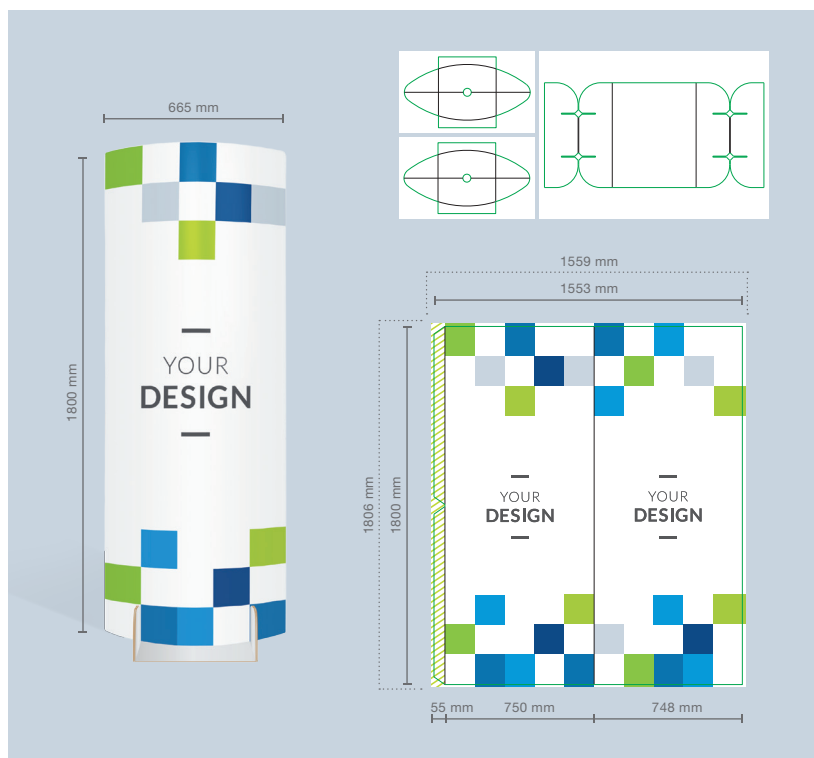 665 mm
1800 mm
YOUR
DESIGN
1559 mm
1553 mm
1806 mm
1800 mm
YOUR
DESIGN
YOUR
DESIGN
55 mm
750 mm
748 mm